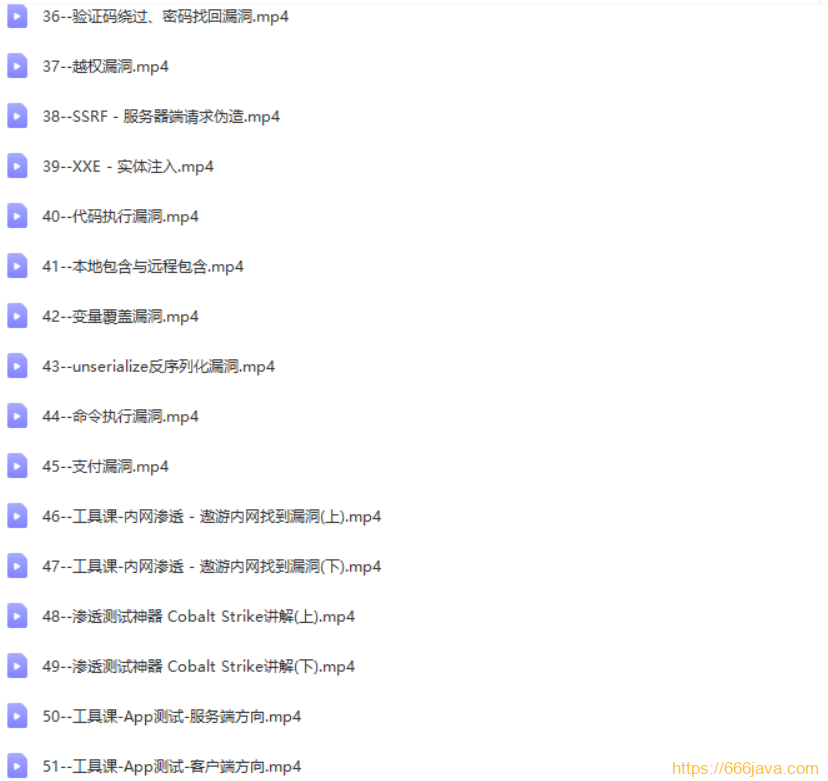 36--验证码绕过、密码找回漏洞.mp4
37--越权漏洞.mp4
38--SSRF - 服务器端请求伪造.mp4
39--XXE - 实体注入.mp4
40--代码执行漏洞.mp4
41--本地包含与远程包含.mp4
42--变量覆盖漏洞.mp4
43--unserialize反序列化漏洞.mp4
44--命令执行漏洞.mp4
45--支付漏洞.mp4
46--工具课-内网渗透 - 遨游内网找到漏洞(上).mp4
47--工具课-内网渗透 - 遨游内网找到漏洞(下).mp4
48--渗透测试神器 Cobalt Strike讲解(上).mp4
49--渗透测试神器 Cobalt Strike讲解(下).mp4
50--工具课-App测试-服务端方向.mp4
51--工具课-App测试-客户端方向.mp4
https://666java.com